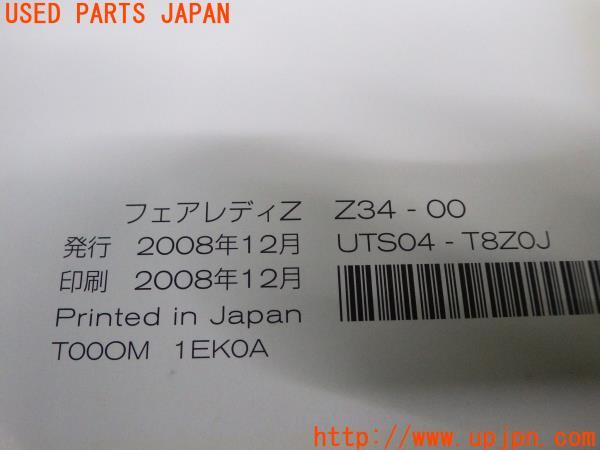 USED PARTS JAPAN
フェアレディZ Z34-00
発行 2008年12月 UTS04-T8Z0J
印刷 2008年12月
Printed in Japan
T00OM 1EK0A
http://www.upjpn.com